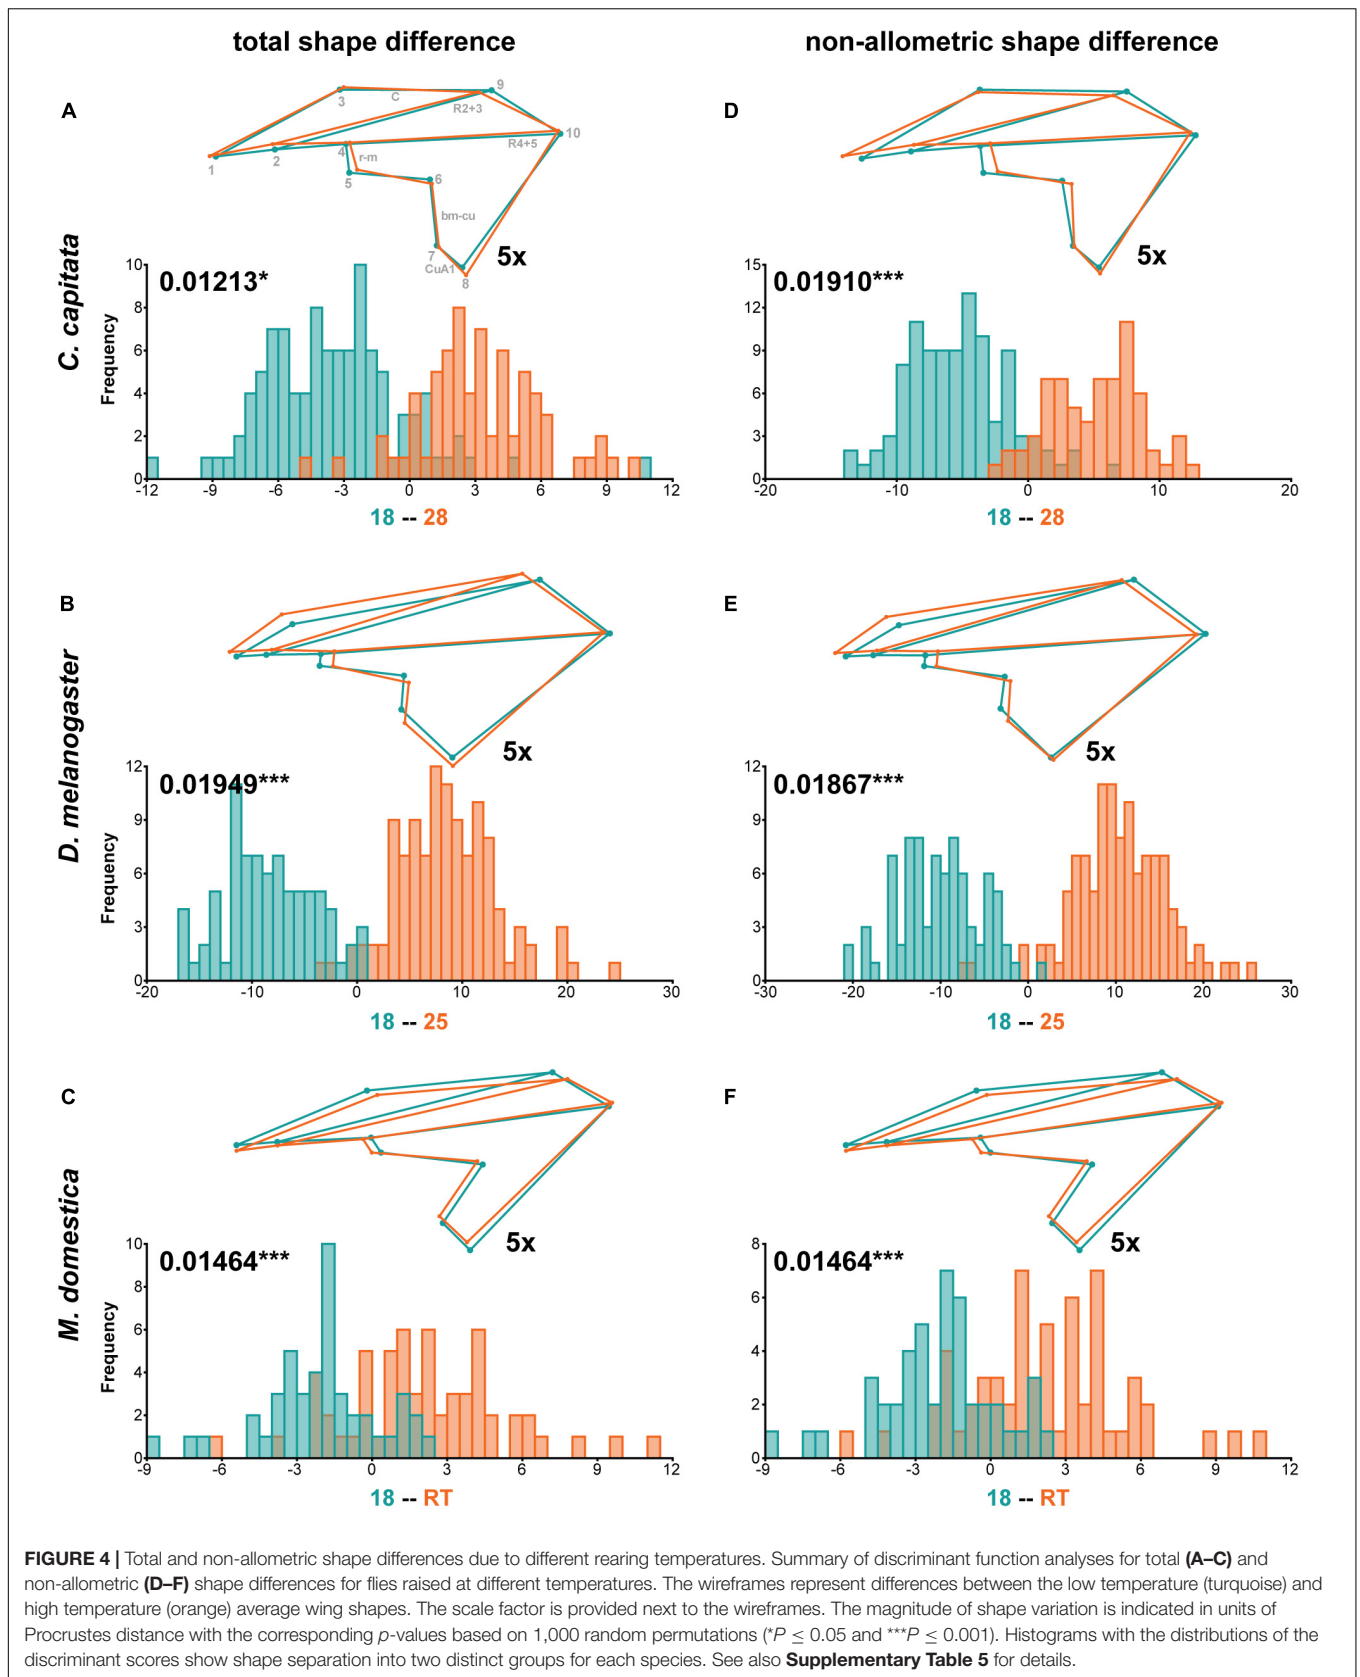 total shape difference
non-allometric shape difference
A
3
C
9
R2+3
10
R4+5
1
2
4
r-m
5
6
bm-cu
7
CuA1
8
5x
C. capitata
0.01213*
Frequency
10
8
6
4
2
0
-12
-9
-6
-3
0
3
6
9
12
18 -- 28
D
5x
0.01910***
15
12
9
6
3
0
-20
-10
0
10
20
18 -- 28
B
5x
D. melanogaster
0.01949***
Frequency
12
9
6
3
0
-20
-10
0
10
20
30
18 -- 25
E
5x
0.01867***
12
9
6
3
0
-30
-20
-10
0
10
20
30
18 -- 25
C
5x
M. domestica
0.01464***
Frequency
10
8
6
4
2
0
-9
-6
-3
0
3
6
9
12
18 -- RT
F
5x
0.01464***
8
6
4
2
0
-9
-6
-3
0
3
6
9
12
18 -- RT
FIGURE 4 | Total and non-allometric shape differences due to different rearing temperatures. Summary of discriminant function analyses for total (A–C) and
non-allometric (D–F) shape differences for flies raised at different temperatures. The wireframes represent differences between the low temperature (turquoise) and
high temperature (orange) average wing shapes. The scale factor is provided next to the wireframes. The magnitude of shape variation is indicated in units of
Procrustes distance with the corresponding p-values based on 1,000 random permutations (*P ≤ 0.05 and ***P ≤ 0.001). Histograms with the distributions of the
discriminant scores show shape separation into two distinct groups for each species. See also Supplementary Table 5 for details.